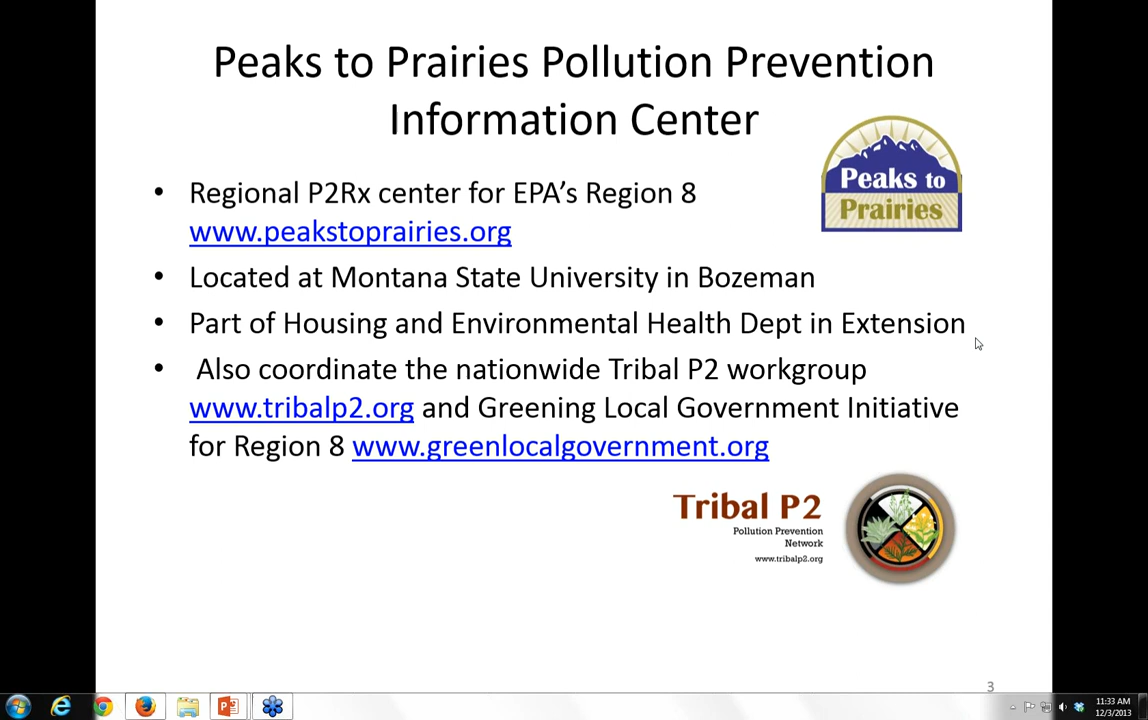 Peaks to Prairies Pollution Prevention
Information Center
Peaks to
Prairies
• Regional P2Rx center for EPA’s Region 8
www.peakstoprairies.org
• Located at Montana State University in Bozeman
• Part of Housing and Environmental Health Dept in Extension
• Also coordinate the nationwide Tribal P2 workgroup
www.tribalp2.org and Greening Local Government Initiative
for Region 8 www.greenlocalgovernment.org
Tribal P2
Pollution Prevention
Network
www.tribalp2.org
3
11:33 AM
12/3/2013